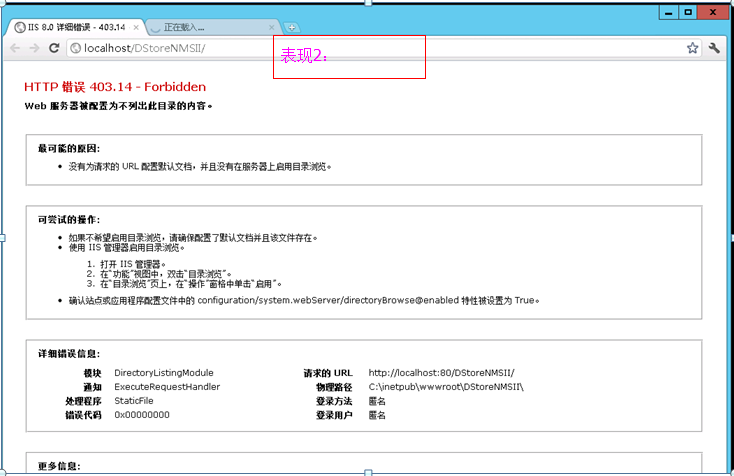 IIS 8.0 详细错误 - 403.14
正在载入...
localhost/DStoreNMSII/
表现2：
HTTP 错误 403.14 - Forbidden
Web 服务器被配置为不列出此目录的内容。
最可能的原因:
• 没有为请求的 URL 配置默认文档，并且没有在服务器上启用目录浏览。
可尝试的操作:
• 如果不希望启用目录浏览，请确保配置了默认文档并且该文件存在。
• 使用 IIS 管理器启用目录浏览。
1. 打开 IIS 管理器。
2. 在“功能”视图中，双击“目录浏览”。
3. 在“目录浏览”页上，在“操作”窗格中单击“启用”。
• 确认站点或应用程序配置文件中的 configuration/system.webServer/directoryBrowse@enabled 特性被设置为 True。
详细错误信息:
模块 DirectoryListingModule 请求的 URL http://localhost:80/DStoreNMSII/
通知 ExecuteRequestHandler 物理路径 C:\inetpub\wwwroot\DStoreNMSII\
处理程序 StaticFile 登录方法 匿名
错误代码 0x00000000 登录用户 匿名
更多信息: